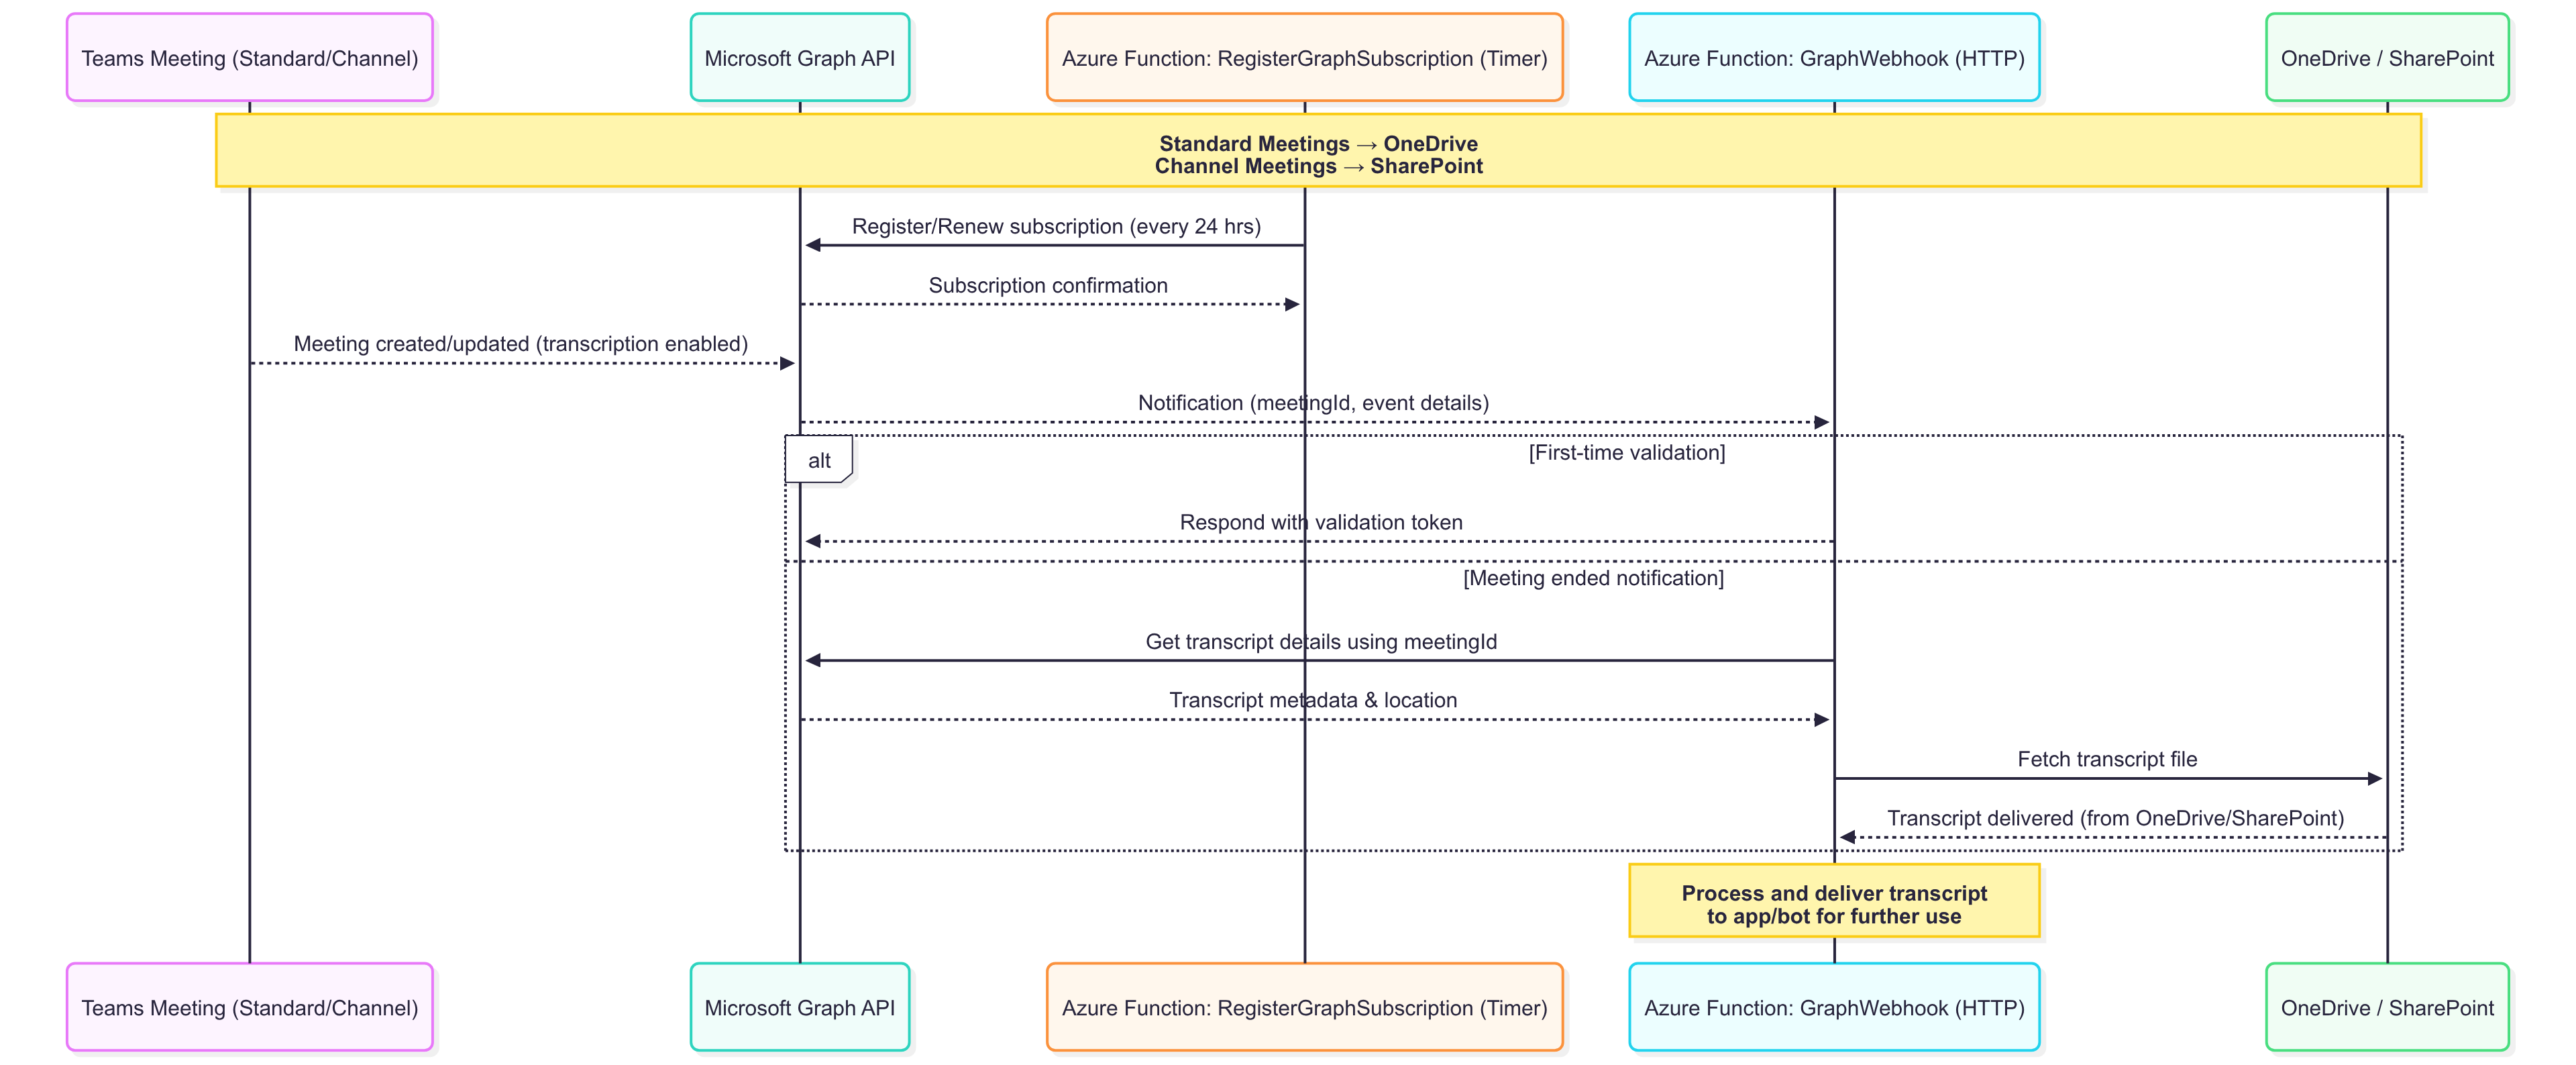 Teams Meeting (Standard/Channel)
Microsoft Graph API
Azure Function: RegisterGraphSubscription (Timer)
Azure Function: GraphWebhook (HTTP)
OneDrive / SharePoint
Standard Meetings → OneDrive
Channel Meetings → SharePoint
Register/Renew subscription (every 24 hrs)
Subscription confirmation
Meeting created/updated (transcription enabled)
Notification (meetingId, event details)
alt
[First-time validation]
Respond with validation token
[Meeting ended notification]
Get transcript details using meetingId
Transcript metadata & location
Fetch transcript file
Transcript delivered (from OneDrive/SharePoint)
Process and deliver transcript
to app/bot for further use
Teams Meeting (Standard/Channel)
Microsoft Graph API
Azure Function: RegisterGraphSubscription (Timer)
Azure Function: GraphWebhook (HTTP)
OneDrive / SharePoint